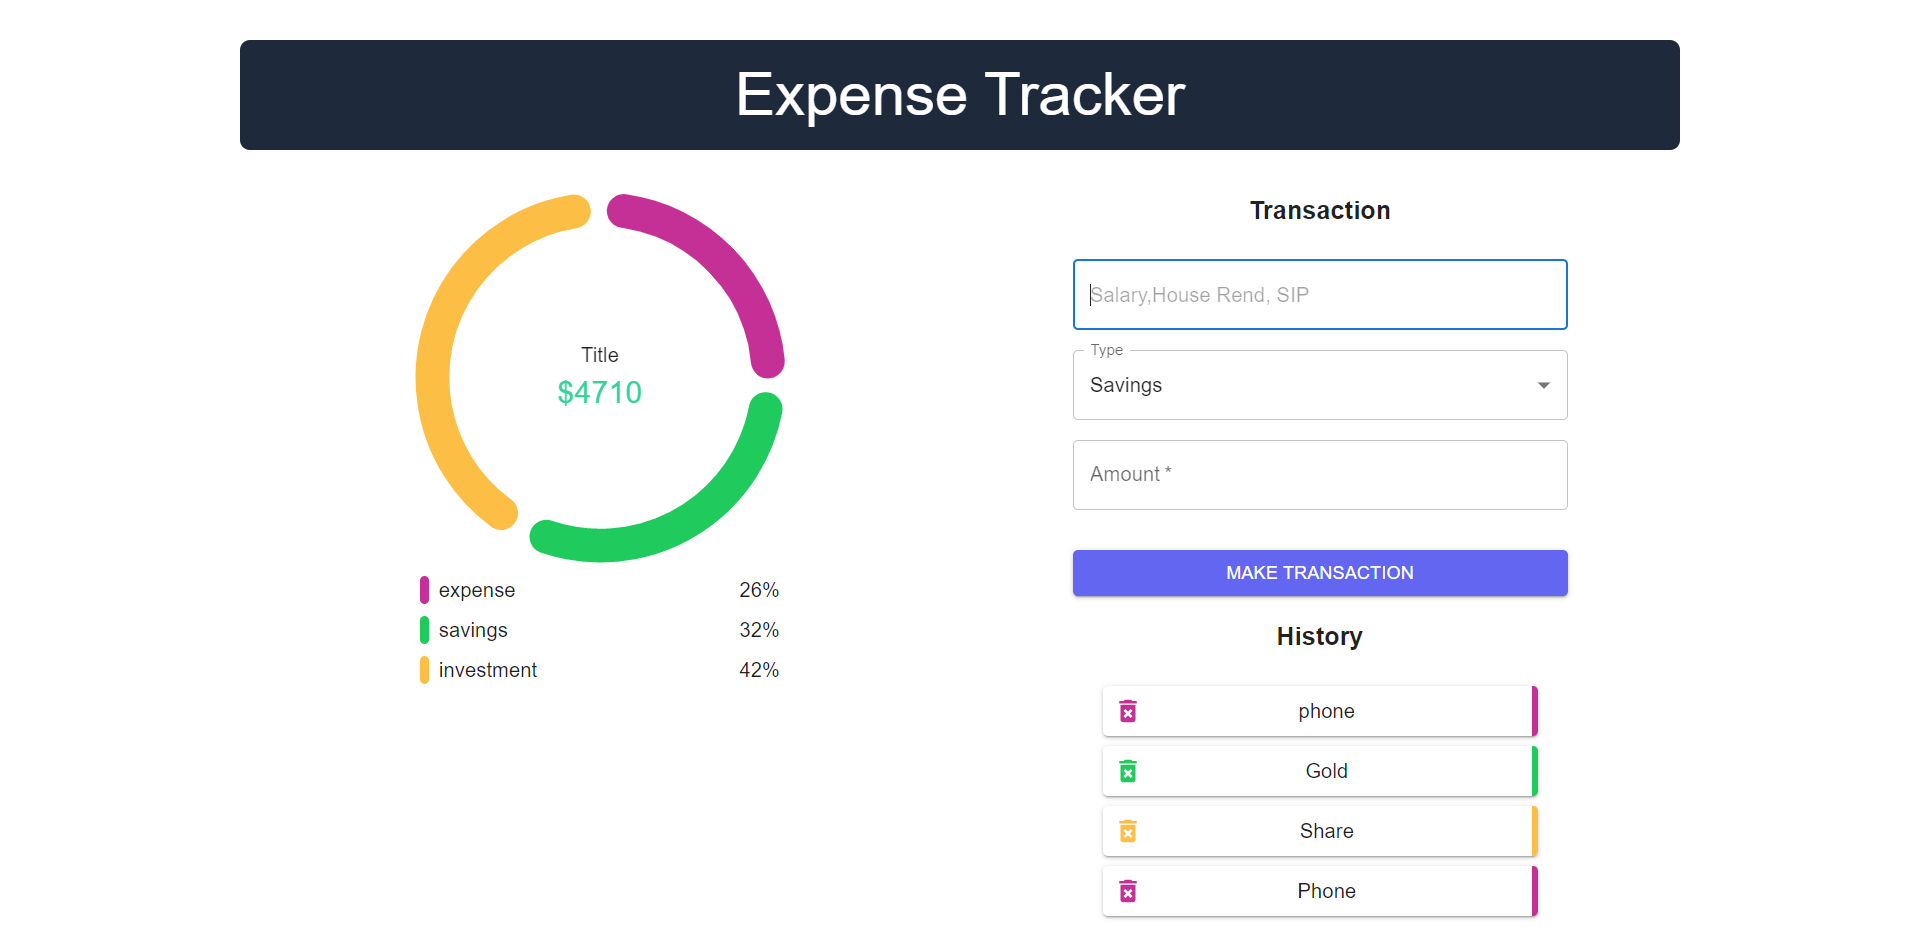 Expense Tracker
Title
$4710
expense 26%
savings 32%
investment 42%
Transaction
Salary,House Rend, SIP
Type
Savings
Amount *
MAKE TRANSACTION
History
phone
Gold
Share
Phone